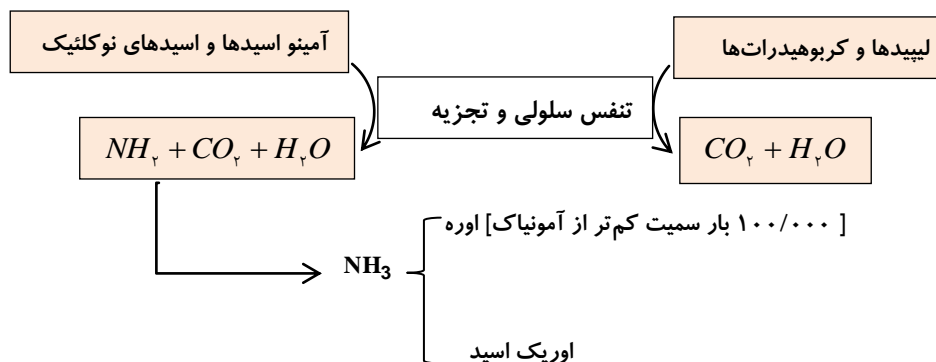 آمینو اسیدها و اسیدهای نوکلئیک
لیپیدها و کربوهیدرات‌ها
تنفس سلولی و تجزیه
NH۲ + CO۲ + H۲O
CO۲ + H۲O
اوره [۱۰۰/۰۰۰ بار سمیت کم‌تر از آمونیاک ]
NH3
اوریک اسید